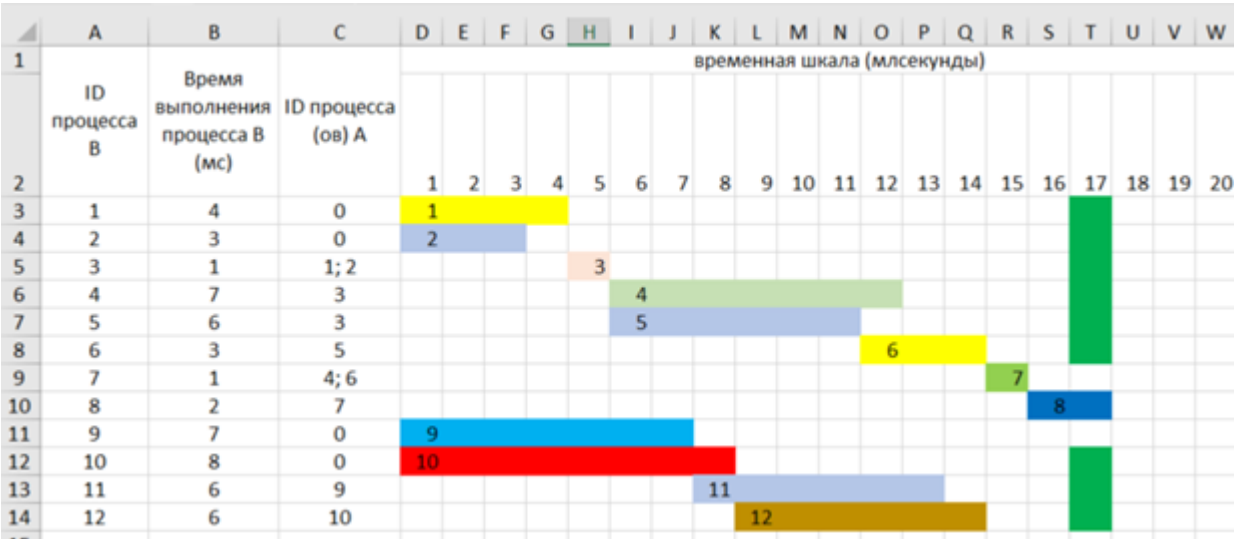 A B C D E F G H I J K L M N O P Q R S T U V W
1 временная шкала (млсекунды)
ID процесса В
Время выполнения процесса В (мс)
ID процесса (ов) А
2 1 2 3 4 5 6 7 8 9 10 11 12 13 14 15 16 17 18 19 20
3 1 4 0 1
4 2 3 0 2
5 3 1 1; 2 3
6 4 7 3 4
7 5 6 3 5
8 6 3 5 6
9 7 1 4; 6 7
10 8 2 7 8
11 9 7 0 9
12 10 8 0 10
13 11 6 9 11
14 12 6 10 12